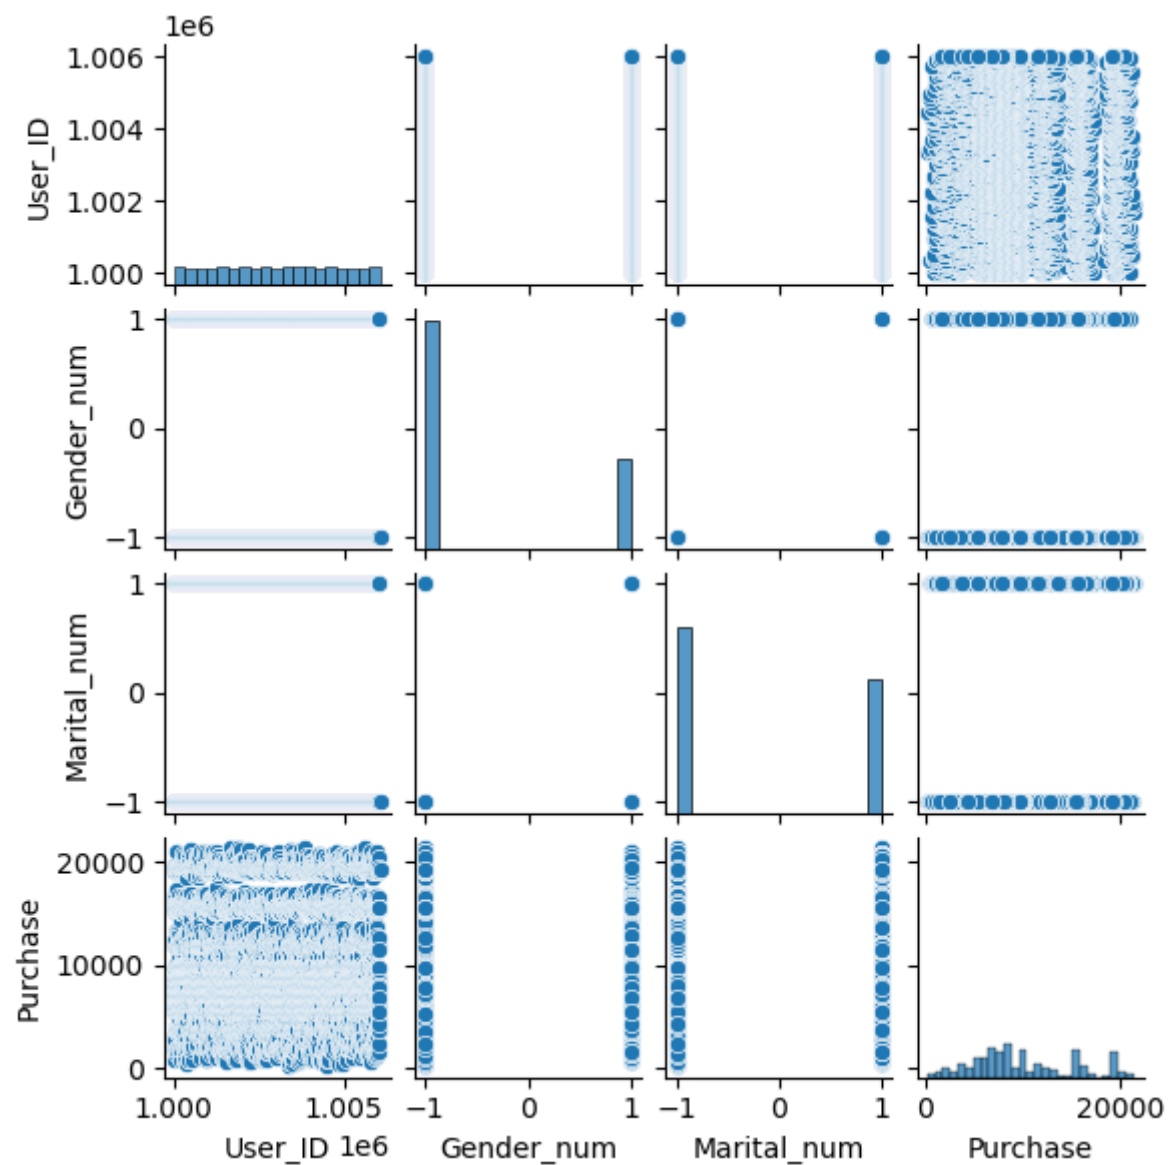 1e6
1.006
1.004
1.002
1.000
User_ID
1
0
−1
Gender_num
1
0
−1
Marital_num
20000
10000
0
Purchase
1.000 1.005 −1 0 1 −1 0 1 0 20000
User_ID 1e6 Gender_num Marital_num Purchase